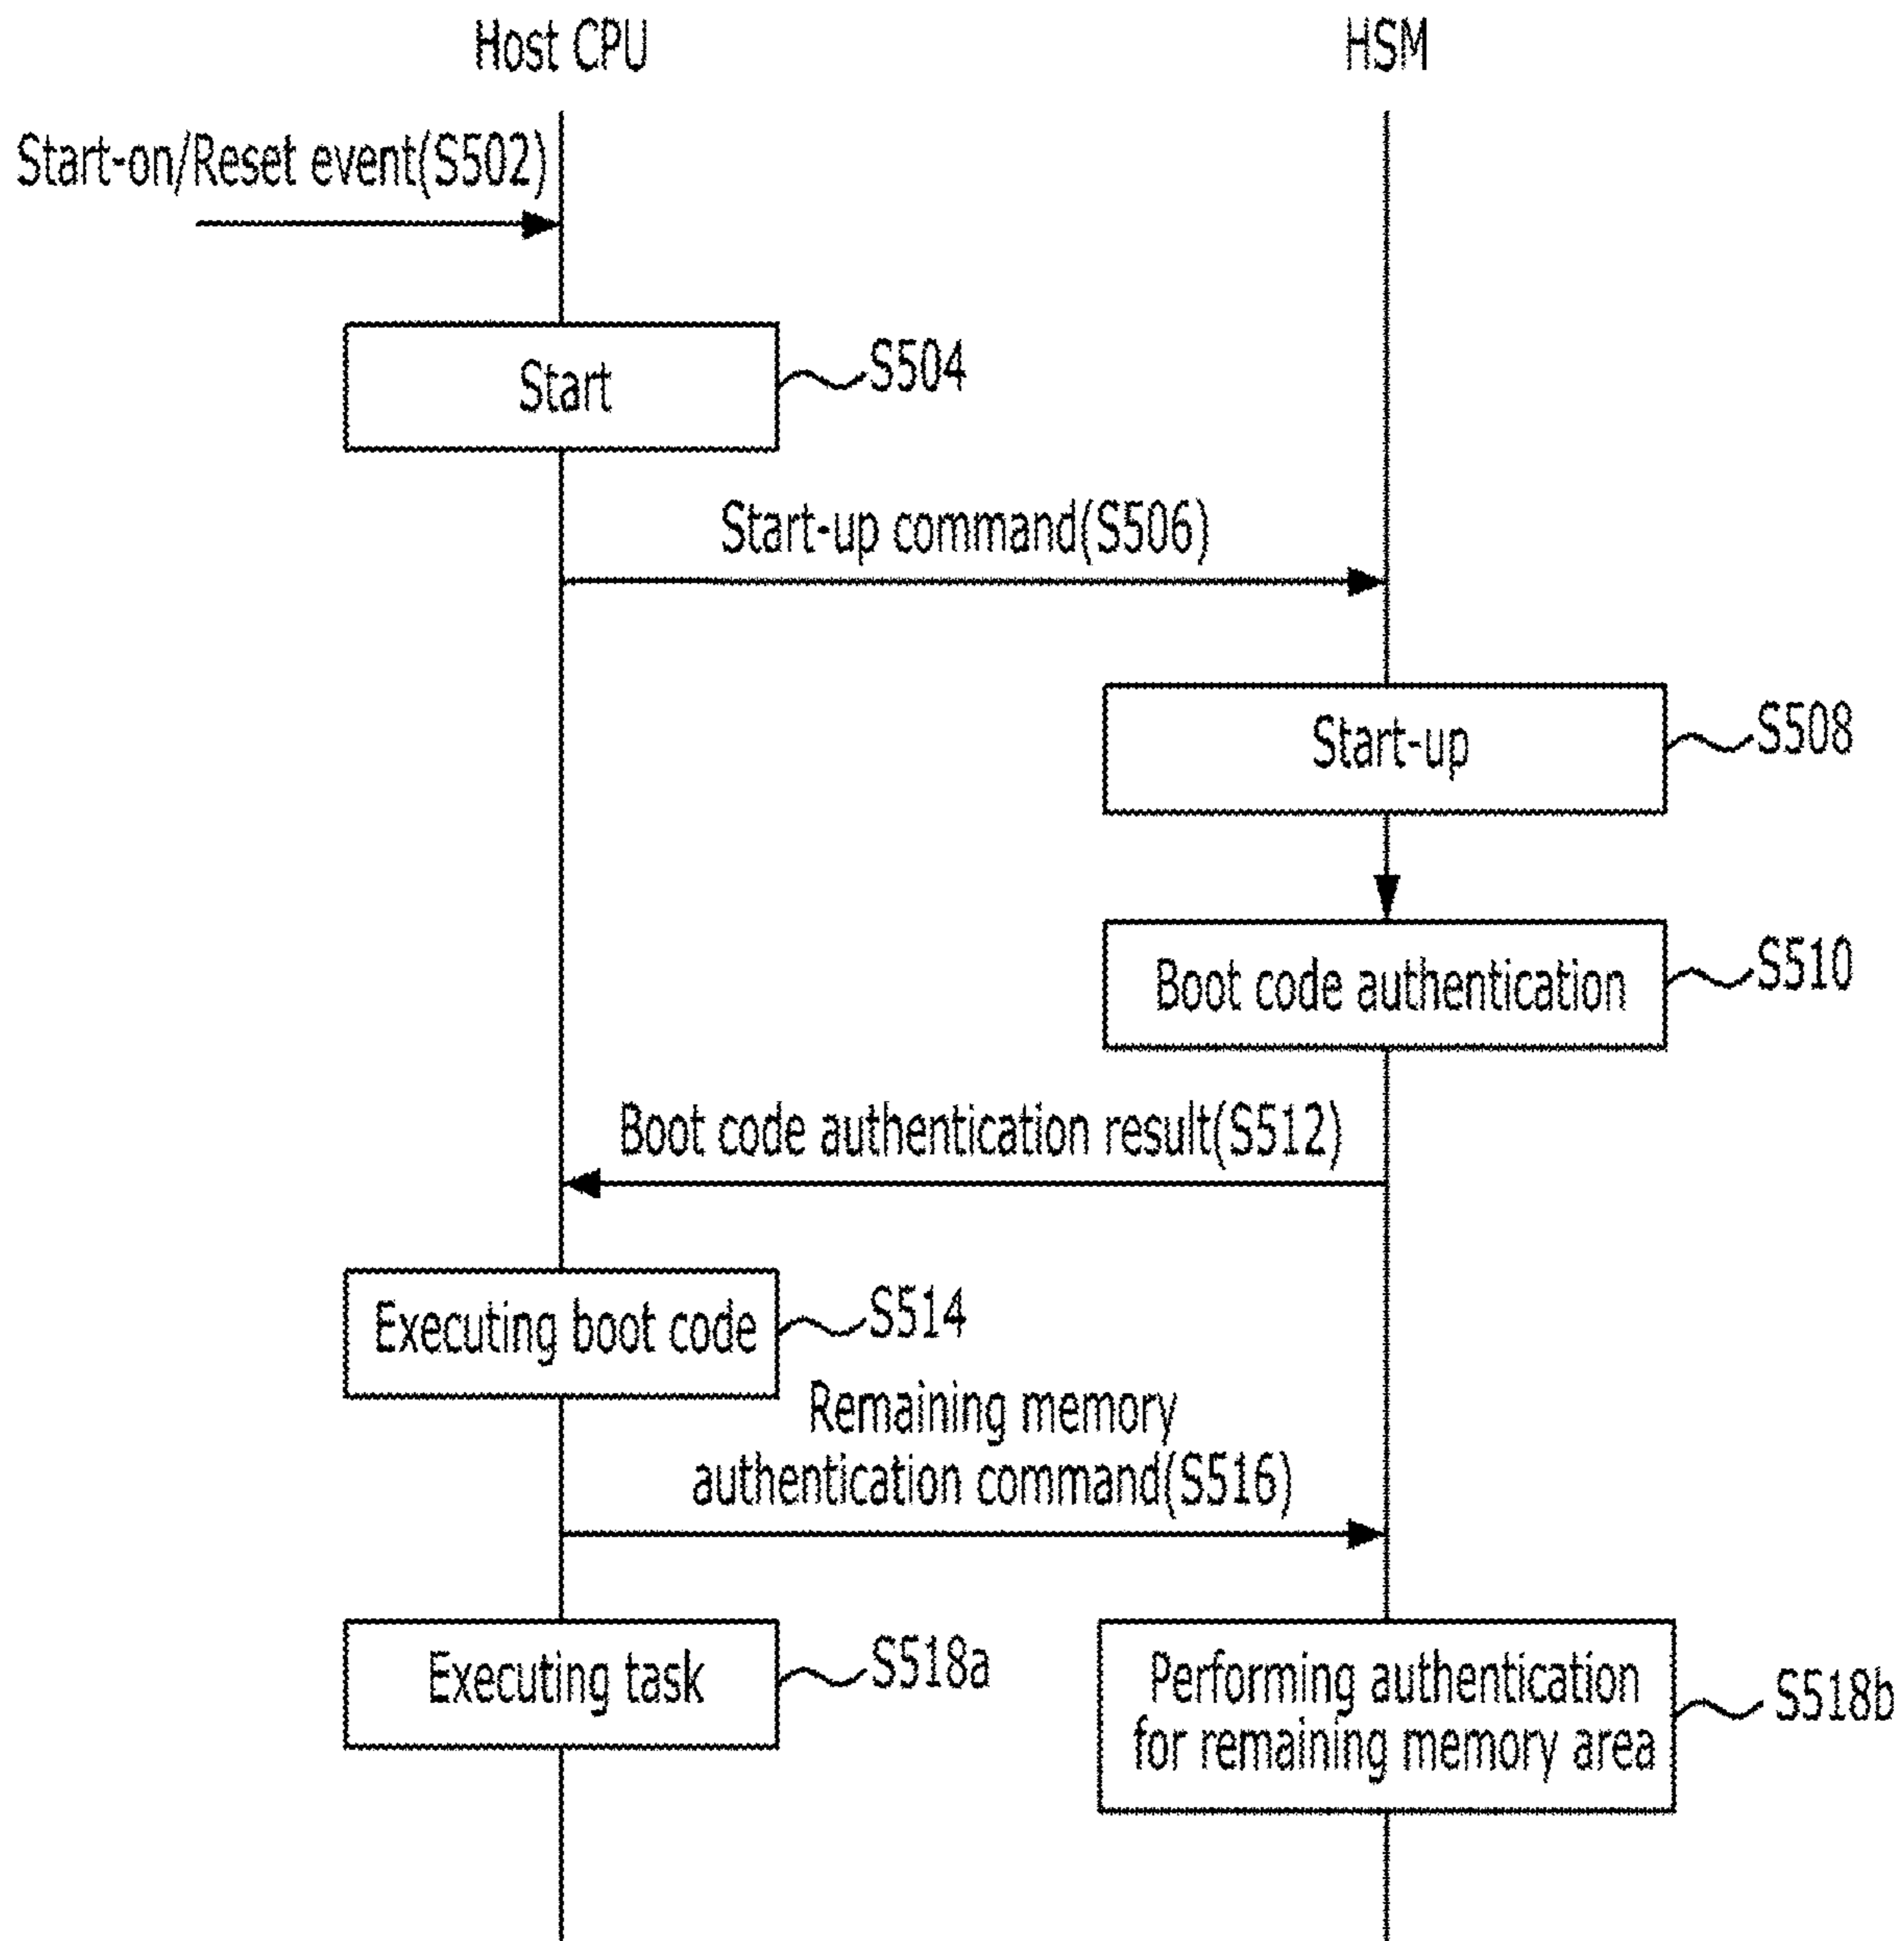 Host CPU
HSM
Start-on/Reset event(S502)
Start
S504
Start-up command(S506)
Start-up
S508
Boot code authentication
S510
Boot code authentication result(S512)
Executing boot code
S514
Remaining memory
authentication command(S516)
Executing task
S518a
Performing authentication
for remaining memory area
S518b